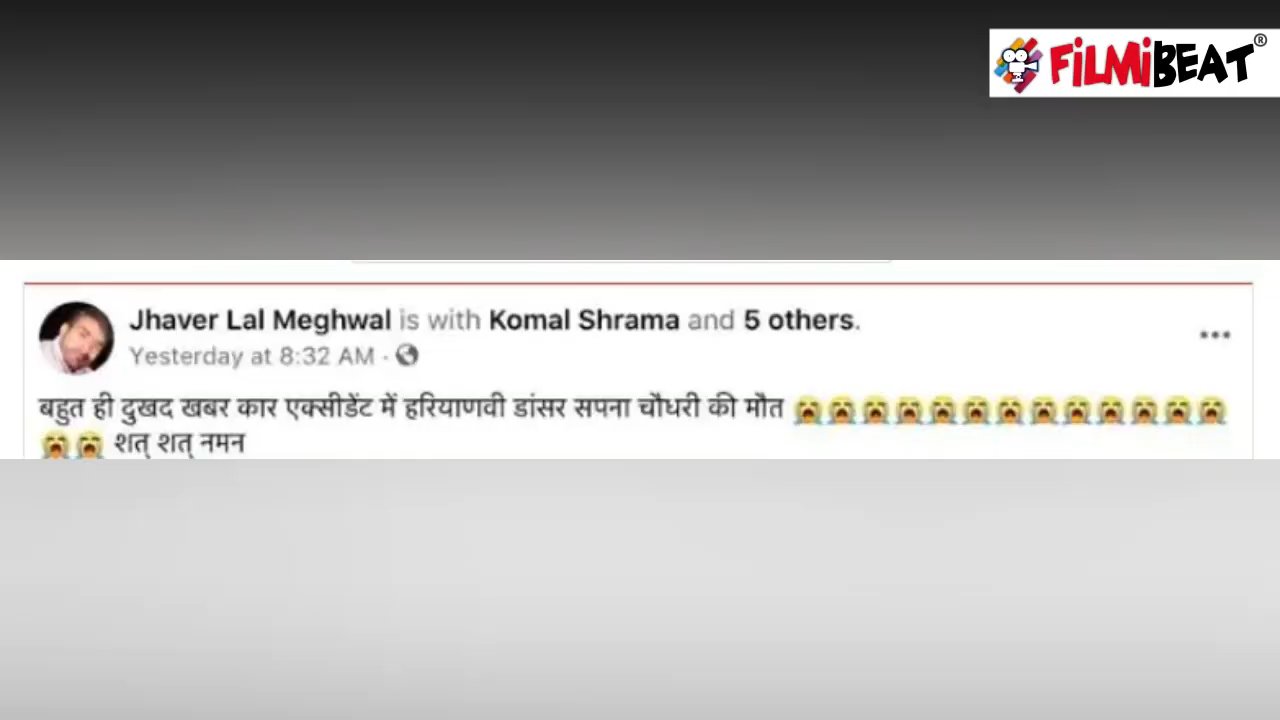 FiLMiBEAT®
Jhaver Lal Meghwal is with Komal Shrama and 5 others.
Yesterday at 8:32 AM ·
बहुत ही दुखद खबर कार एक्सीडेंट में हरियाणवी डांसर सपना चौधरी की मौत 😭😭😭😭😭😭😭😭😭😭😭😭😭
😭😭 शत् शत् नमन